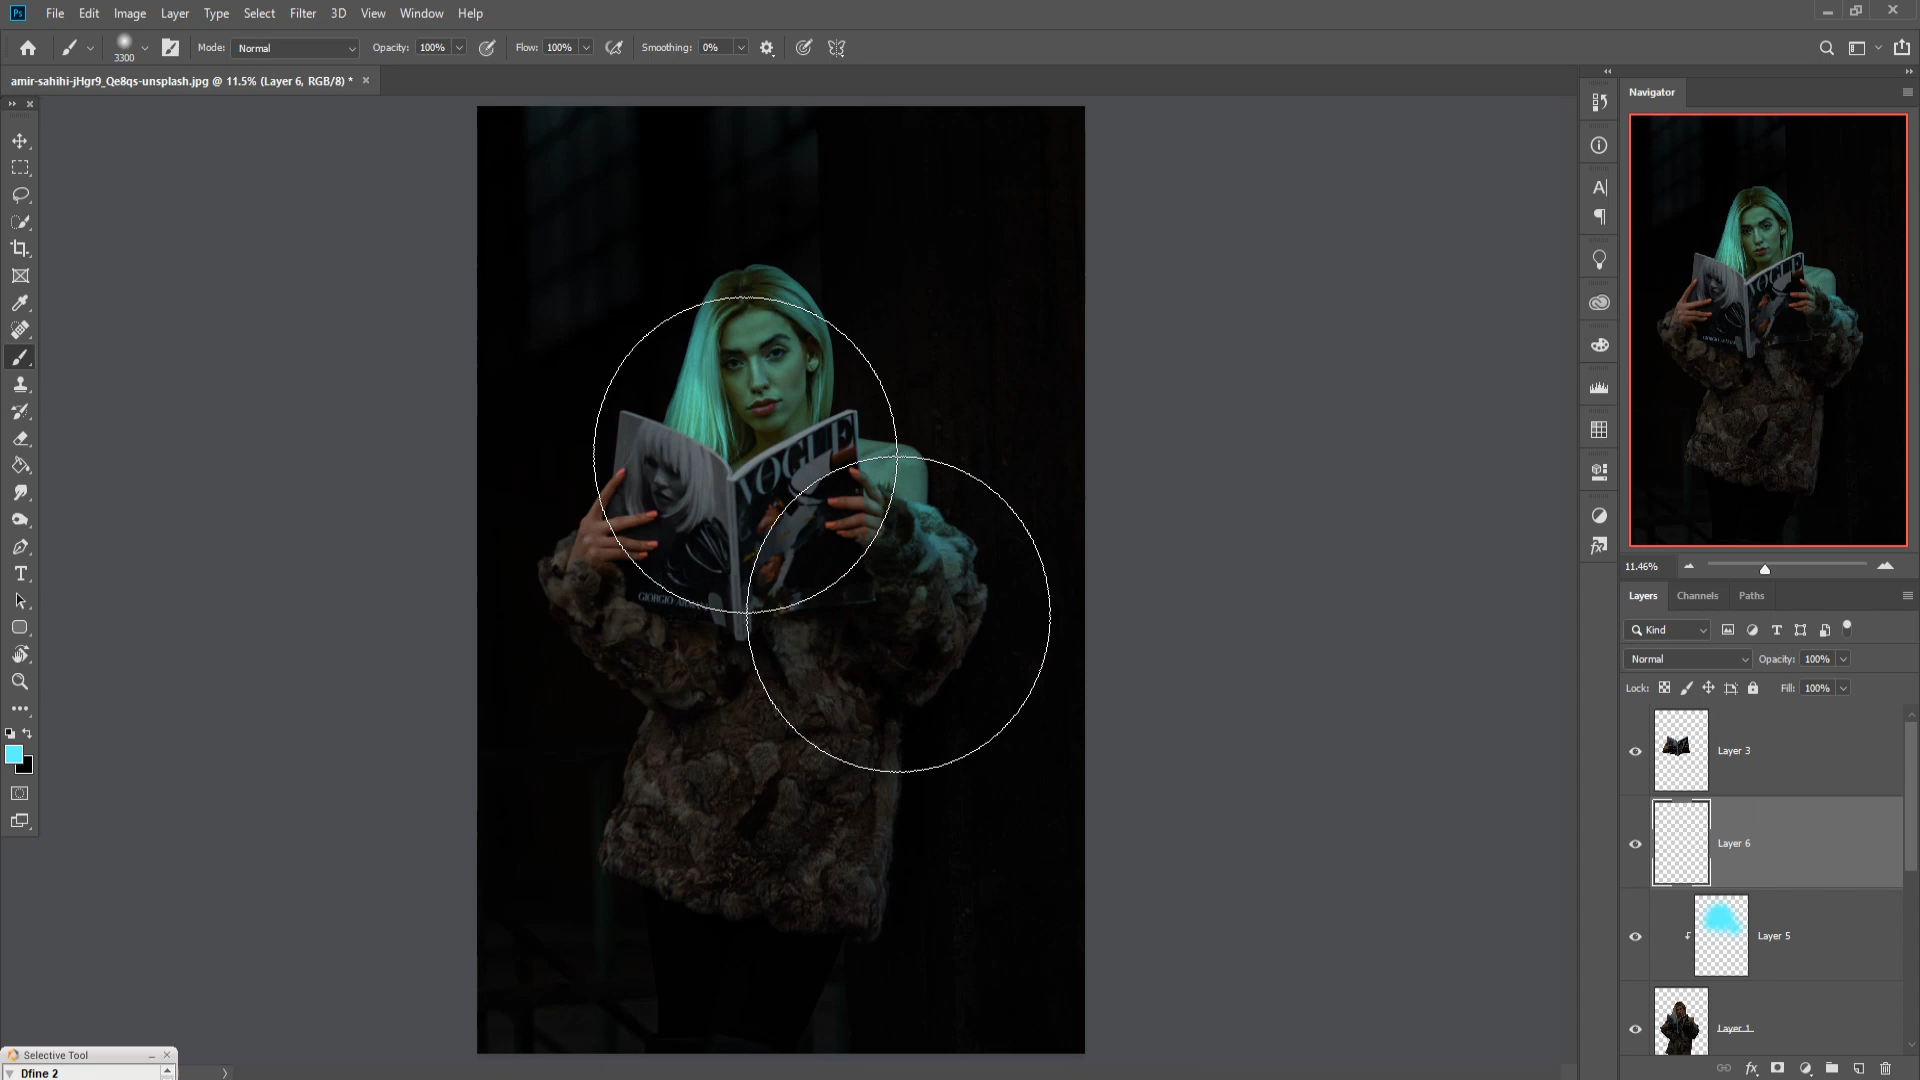 Ps File Edit Image Layer Type Select Filter 3D View Window Help
3300 Mode: Normal Opacity: 100% Flow: 100% Smoothing: 0%
amir-sahihi-jHgr9_Qe8qs-unsplash.jpg @ 11.5% (Layer 6, RGB/8) *
Navigator
VOGUE
GIORGIO ARMANI
11.46%
Layers Channels Paths
Kind
Normal Opacity: 100%
Lock: Fill: 100%
Layer 3
Layer 6
Layer 5
Layer 1
Selective Tool
Dfine 2